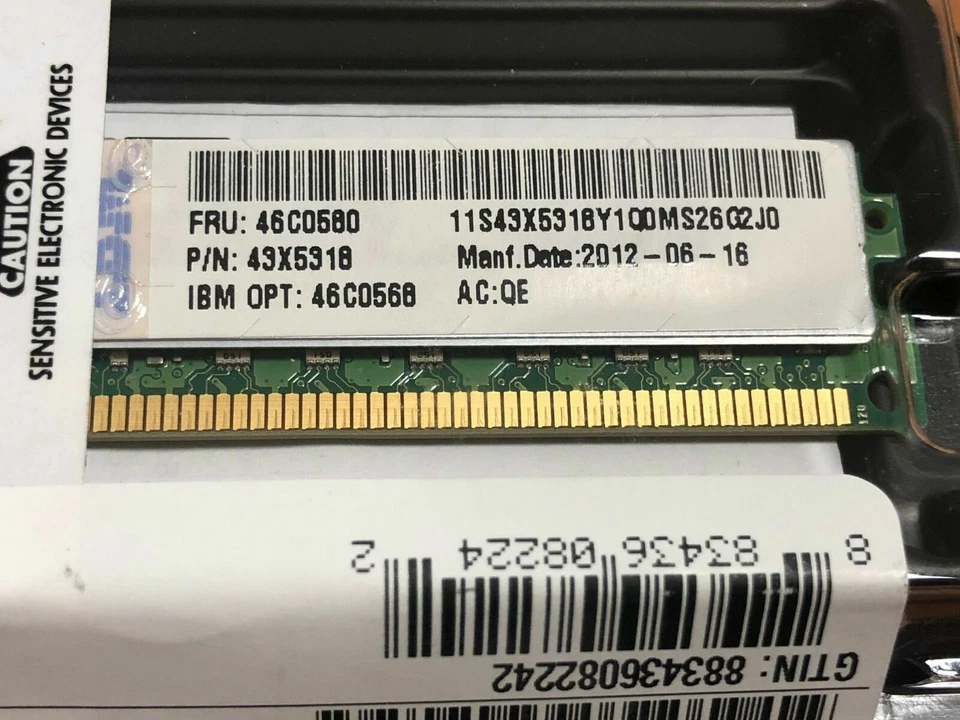 CAUTION
SENSITIVE ELECTRONIC DEVICES
FRU: 46C0580
11S43X5318Y1Q0MS26G2J0
P/N: 43X5318
Manf.Date:2012-06-16
IBM OPT: 46C0568
AC:QE
120
8 83436 08224 2
GTIN: 883436082242